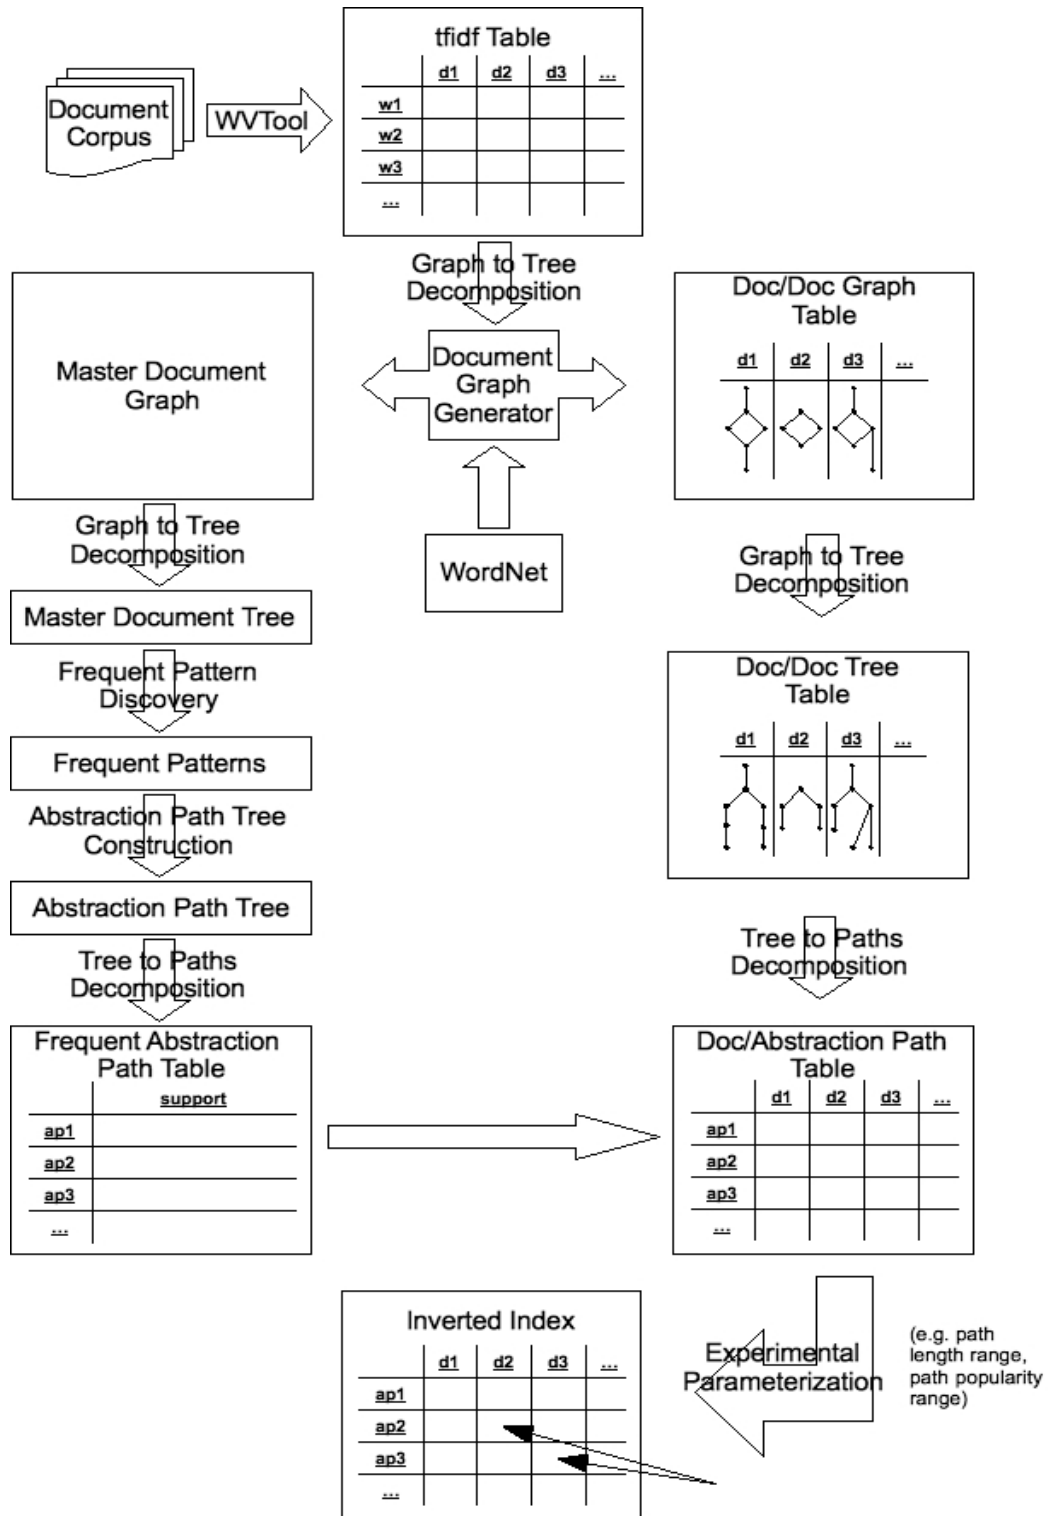 tfidf Table
d1 d2 d3 ...
w1
w2
w3
...
Document
Corpus
WVTool
Graph to Tree
Decomposition
Master Document
Graph
Document
Graph
Generator
Doc/Doc Graph
Table
d1 d2 d3 ...
WordNet
Graph to Tree
Decomposition
Graph to Tree
Decomposition
Master Document Tree
Frequent Pattern
Discovery
Doc/Doc Tree
Table
d1 d2 d3 ...
Frequent Patterns
Abstraction Path Tree
Construction
Abstraction Path Tree
Tree to Paths
Decomposition
Tree to Paths
Decomposition
Frequent Abstraction
Path Table
support
ap1
ap2
ap3
...
Doc/Abstraction Path
Table
d1 d2 d3 ...
ap1
ap2
ap3
...
Inverted Index
d1 d2 d3 ...
ap1
ap2
ap3
...
Experimental
Parameterization
(e.g. path
length range,
path popularity
range)